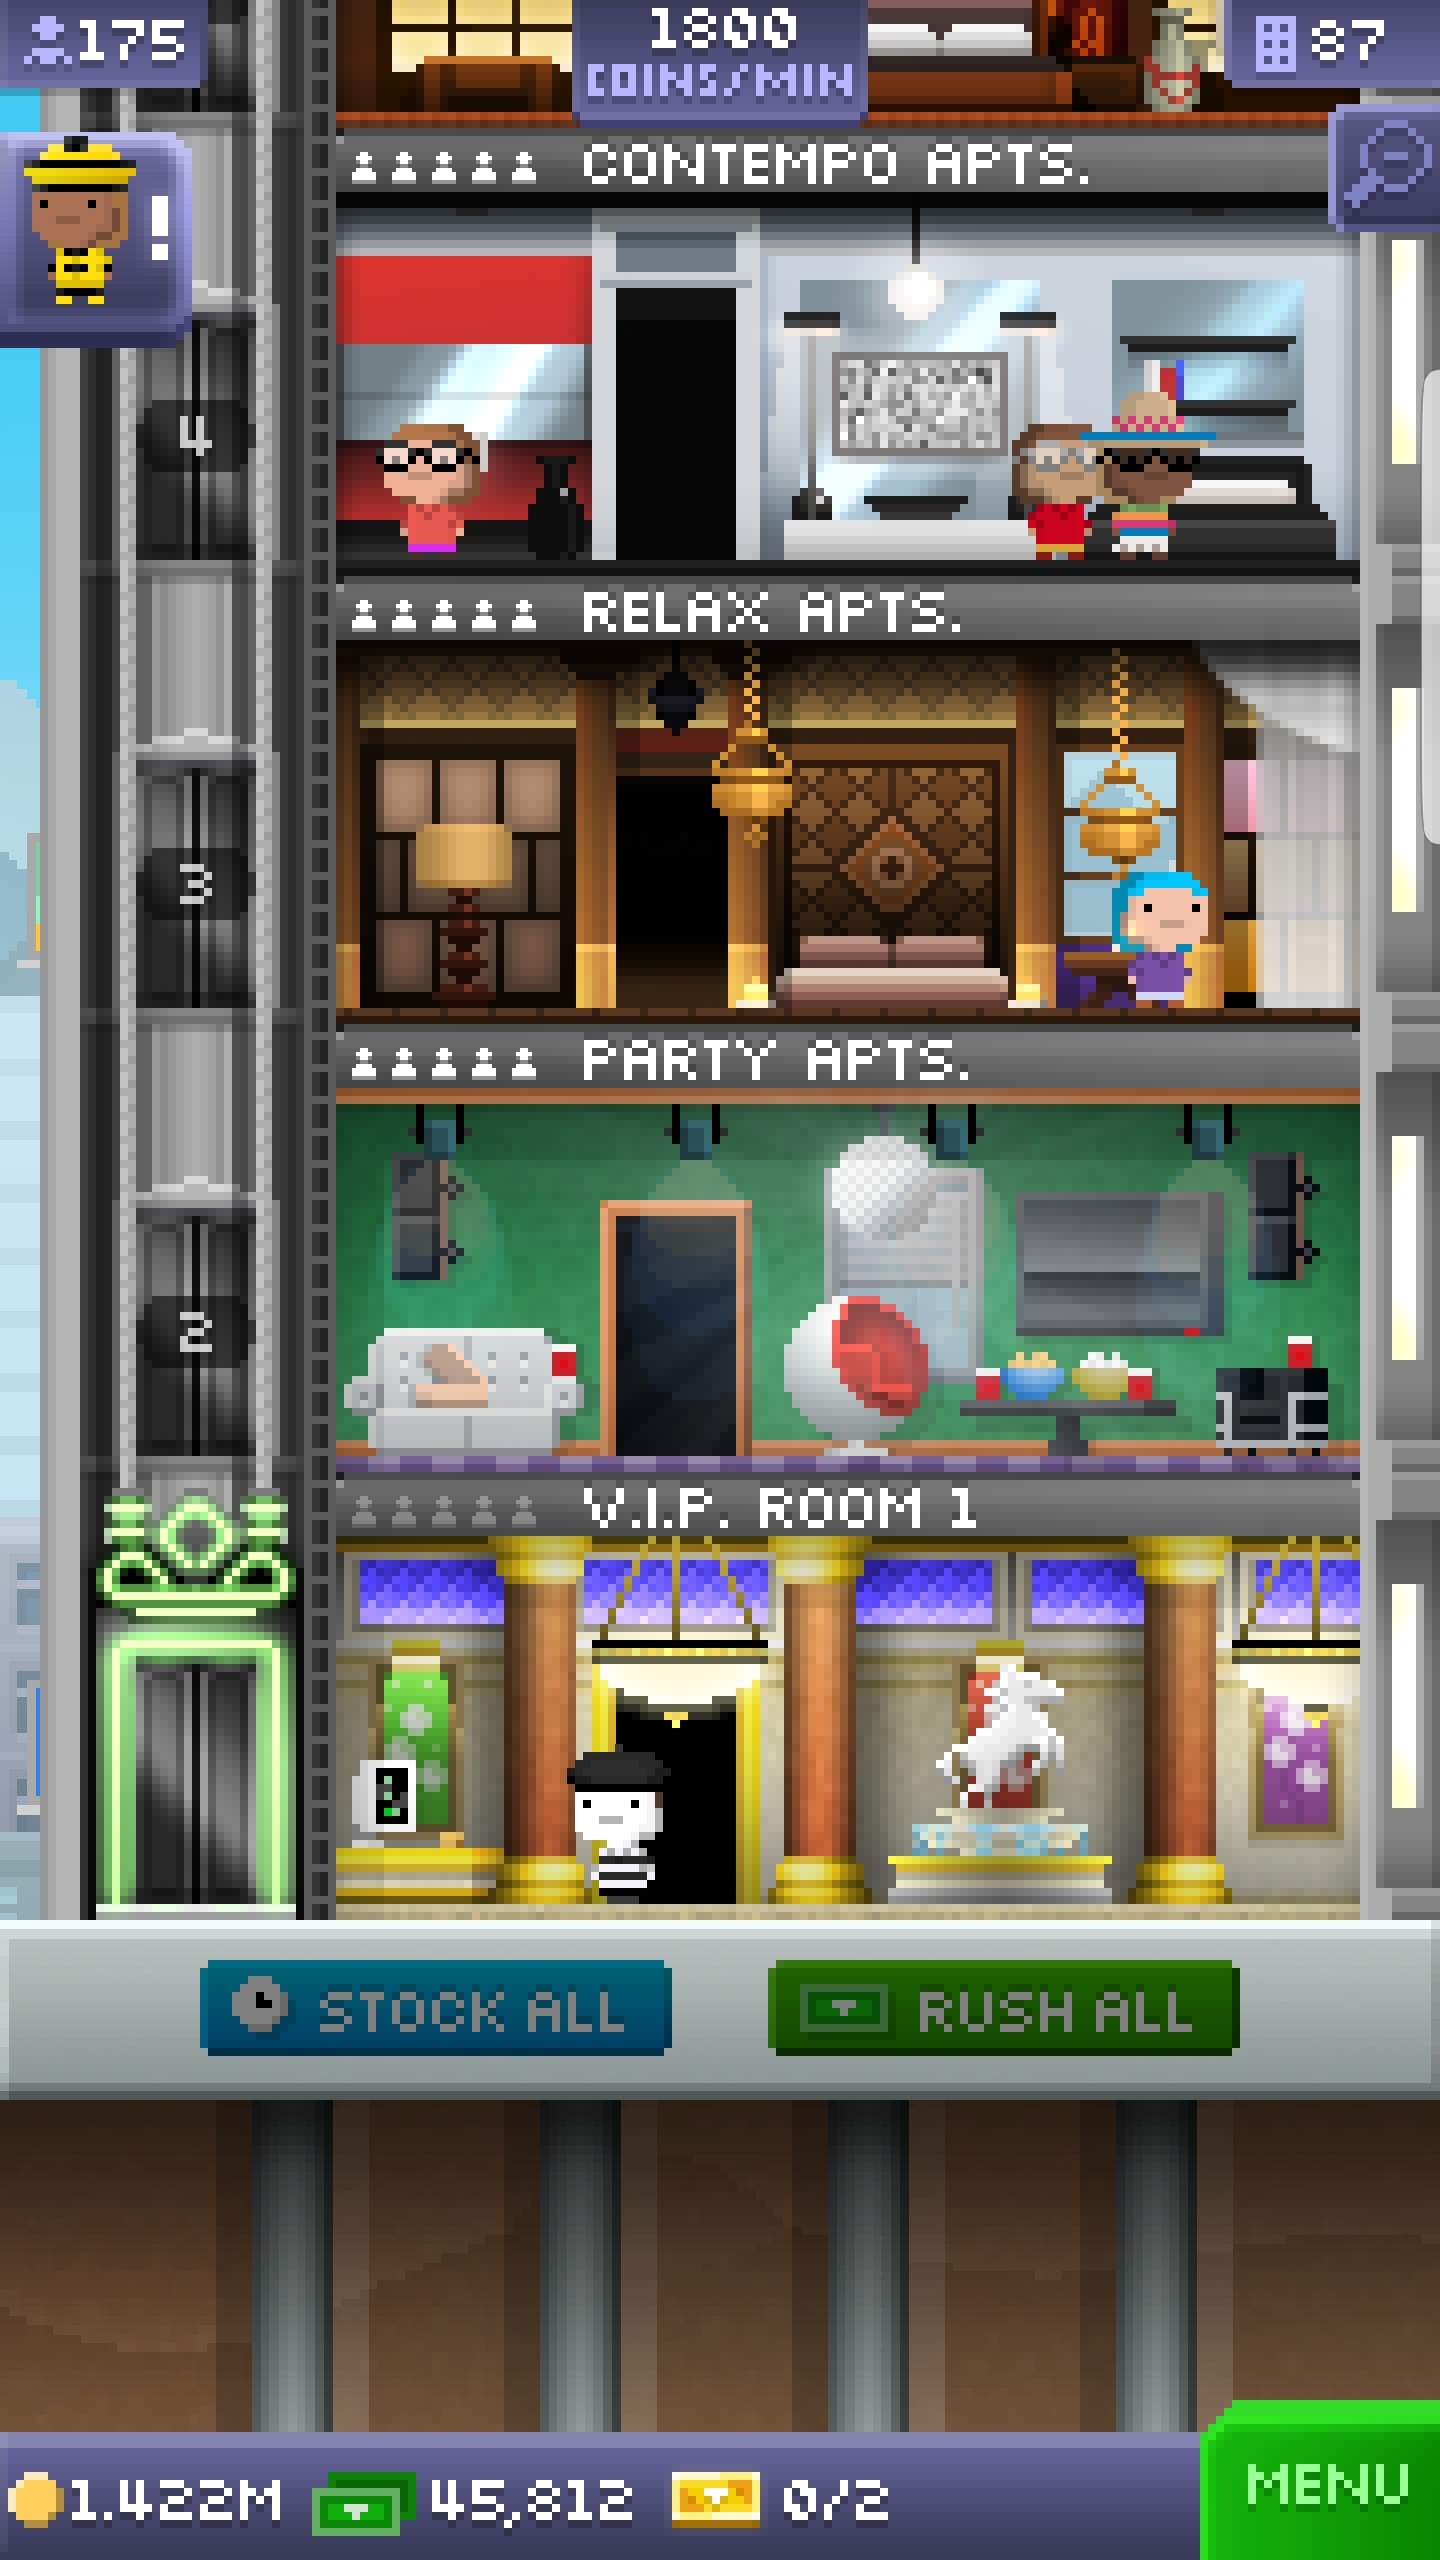 175
1800
COINS/MIN
87
!
CONTEMPO APTS.
4
RELAX APTS.
3
PARTY APTS.
2
V.I.P. ROOM 1
STOCK ALL
RUSH ALL
1.422M
45,812
0/2
MENU